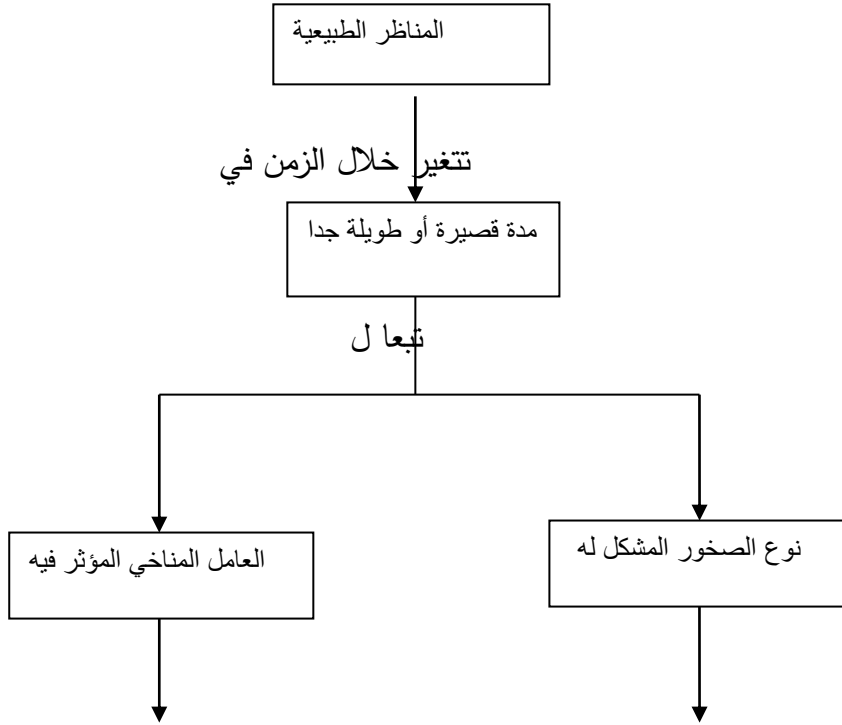 المناظر الطبيعية
تتغير خلال الزمن في
مدة قصيرة أو طويلة جدا
تبعا ل
نوع الصخور المشكل له
العامل المناخي المؤثر فيه